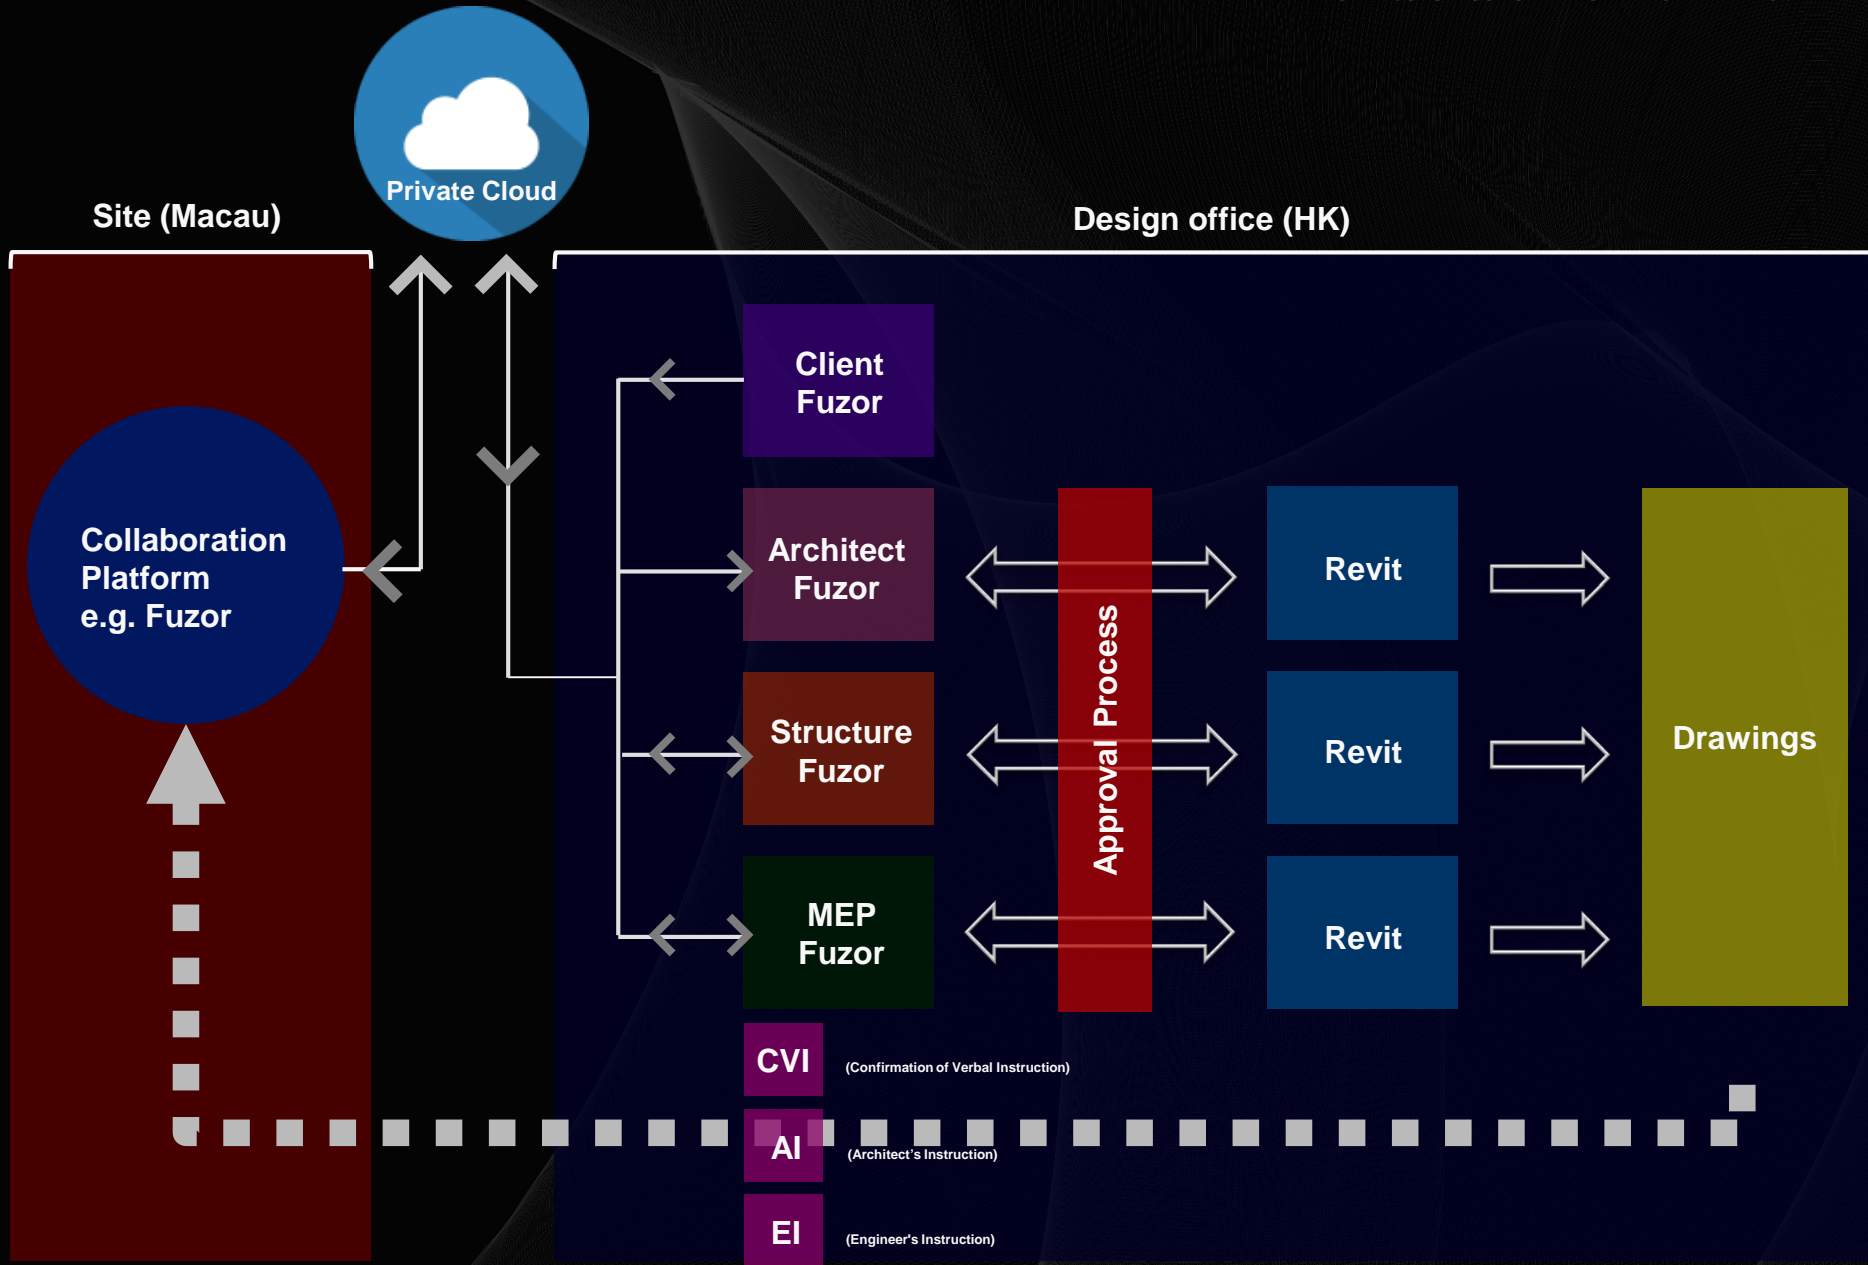 Private Cloud
Site (Macau)
Design office (HK)
Client
Fuzor
Collaboration
Platform
e.g. Fuzor
Architect
Fuzor
Revit
Structure
Fuzor
Revit
Approval Process
Drawings
MEP
Fuzor
Revit
CVI
(Confirmation of Verbal Instruction)
AI
(Architect's Instruction)
EI
(Engineer's Instruction)